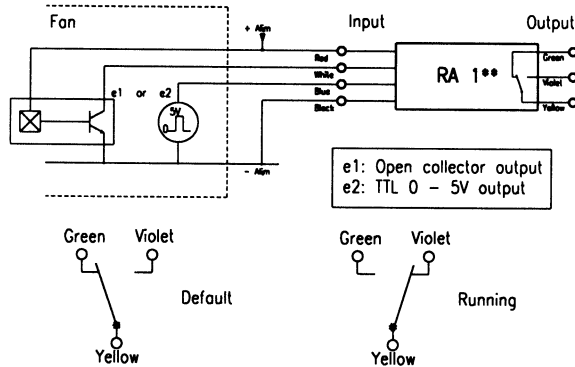 Fan
+ Alim
Input
Output
Red
White
Blue
Black
RA 1**
Green
Violet
Yellow
e1 or e2
5V
0
- Alim
e1: Open collector output
e2: TTL 0 - 5V output
Green Violet
Default
Yellow
Green Violet
Running
Yellow